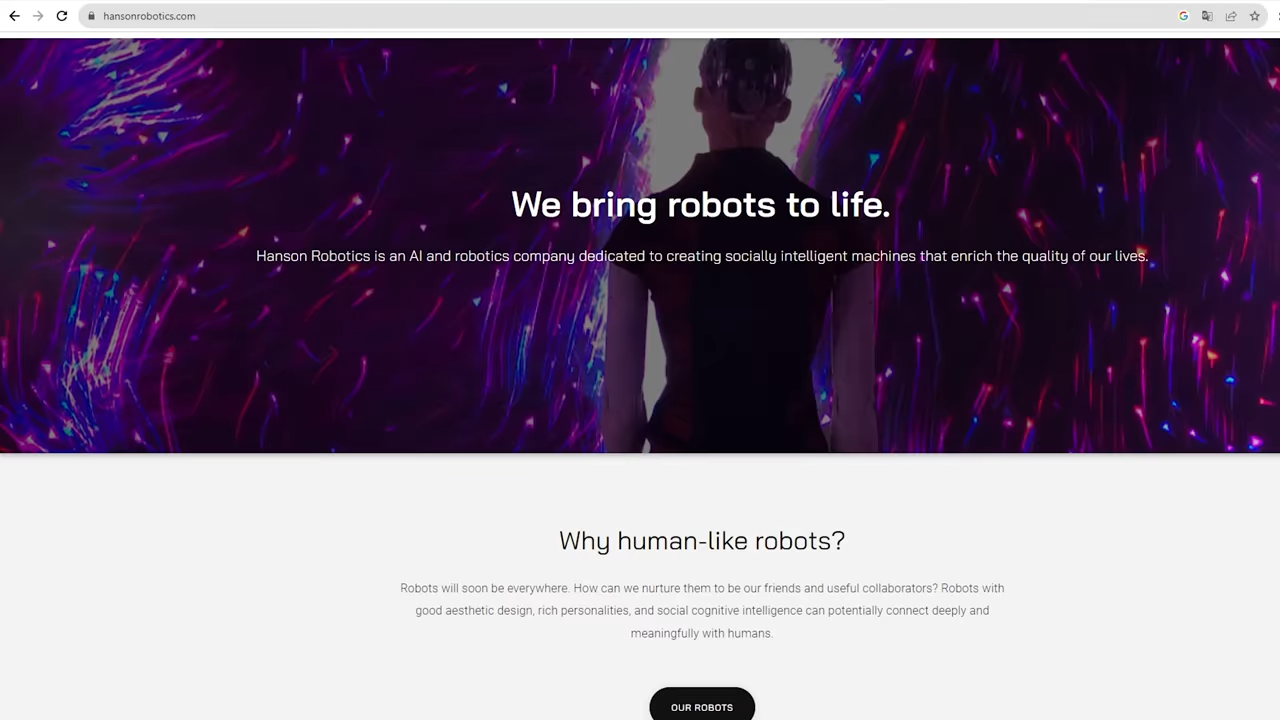 hansonrobotics.com
We bring robots to life.
Hanson Robotics is an AI and robotics company dedicated to creating socially intelligent machines that enrich the quality of our lives.
Why human-like robots?
Robots will soon be everywhere. How can we nurture them to be our friends and useful collaborators? Robots with
good aesthetic design, rich personalities, and social cognitive intelligence can potentially connect deeply and
meaningfully with humans.
OUR ROBOTS